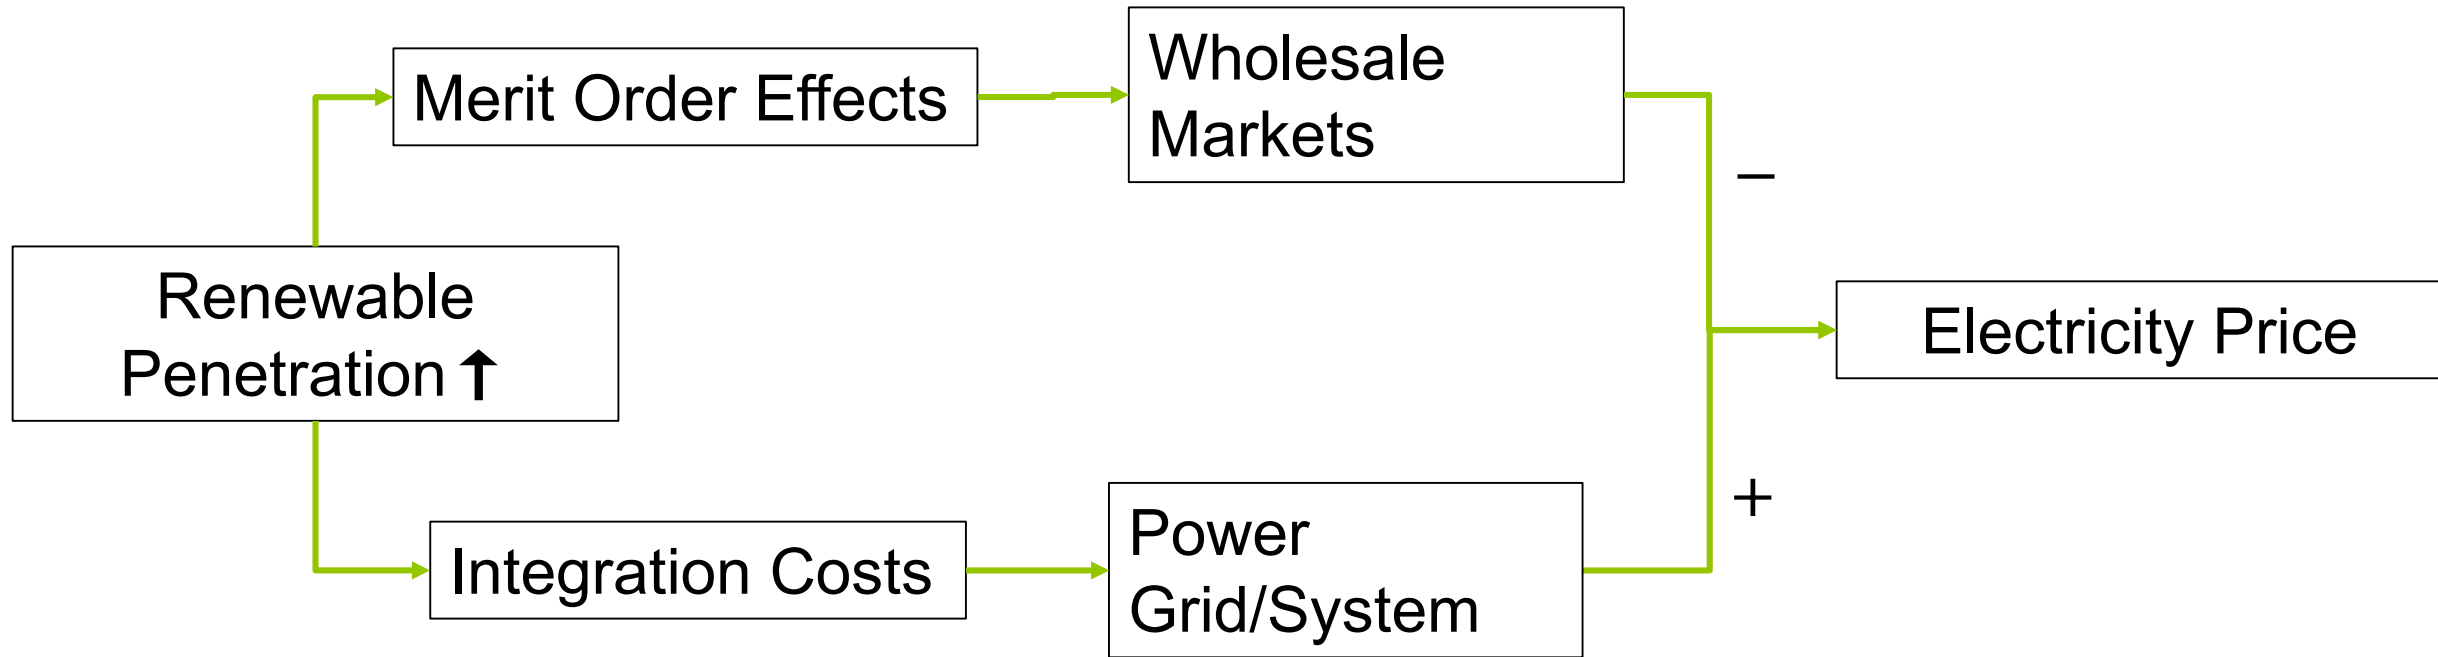 Merit Order Effects
Wholesale
Markets
–
Renewable
Penetration ↑
Electricity Price
+
Integration Costs
Power
Grid/System